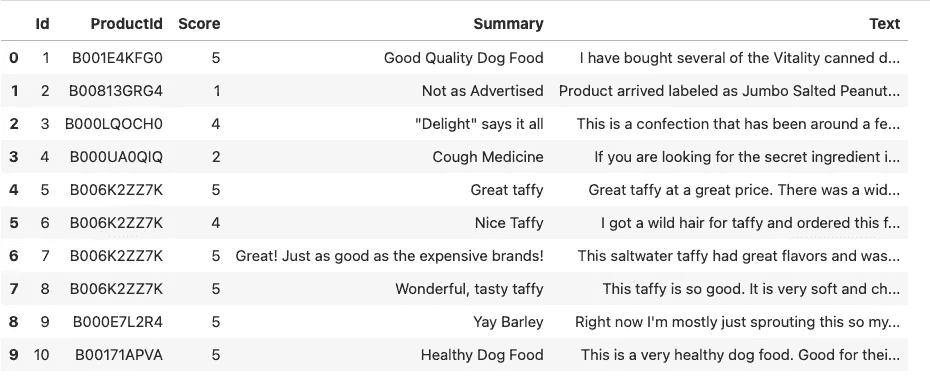 Id ProductId Score Summary Text
0 1 B001E4KFG0 5 Good Quality Dog Food I have bought several of the Vitality canned d...
1 2 B00813GRG4 1 Not as Advertised Product arrived labeled as Jumbo Salted Peanut...
2 3 B000LQOCH0 4 "Delight" says it all This is a confection that has been around a fe...
3 4 B000UA0QIQ 2 Cough Medicine If you are looking for the secret ingredient i...
4 5 B006K2ZZ7K 5 Great taffy Great taffy at a great price. There was a wid...
5 6 B006K2ZZ7K 4 Nice Taffy I got a wild hair for taffy and ordered this f...
6 7 B006K2ZZ7K 5 Great! Just as good as the expensive brands! This saltwater taffy had great flavors and was...
7 8 B006K2ZZ7K 5 Wonderful, tasty taffy This taffy is so good. It is very soft and ch...
8 9 B000E7L2R4 5 Yay Barley Right now I'm mostly just sprouting this so my...
9 10 B00171APVA 5 Healthy Dog Food This is a very healthy dog food. Good for thei...